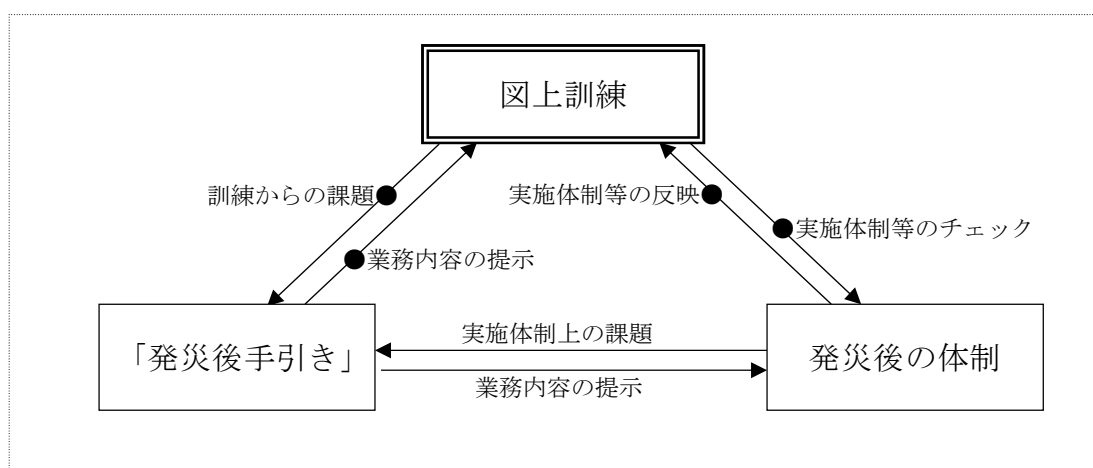 図上訓練
訓練からの課題
実施体制等の反映
実施体制等のチェック
業務内容の提示
「発災後手引き」
実施体制上の課題
業務内容の提示
発災後の体制